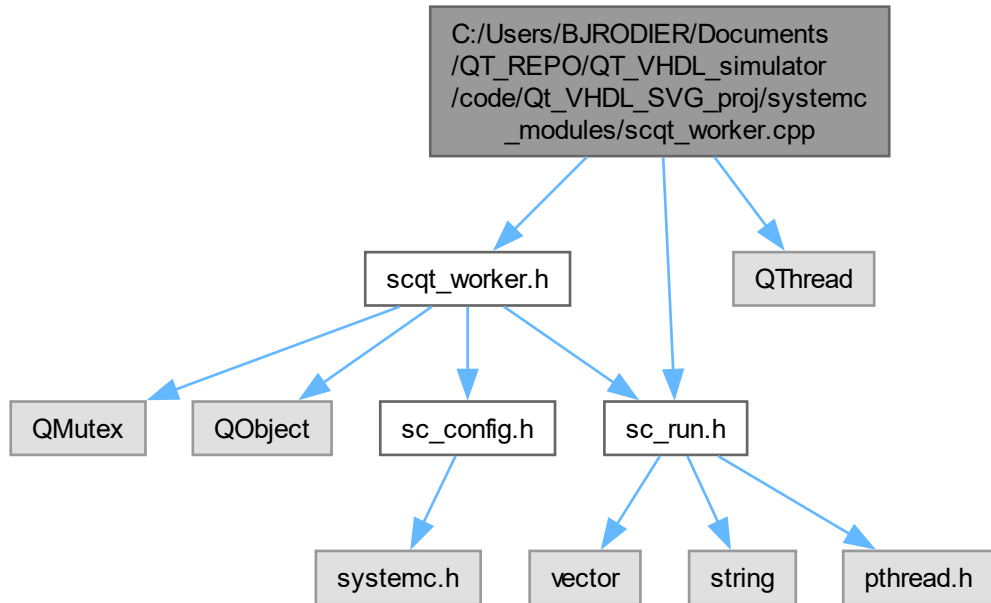 C:/Users/BJRODIER/Documents
/QT_REPO/QT_VHDL_simulator
/code/Qt_VHDL_SVG_proj/systemc
_modules/scqt_worker.cpp
scqt_worker.h
QThread
QMutex
QObject
sc_config.h
sc_run.h
systemc.h
vector
string
pthread.h